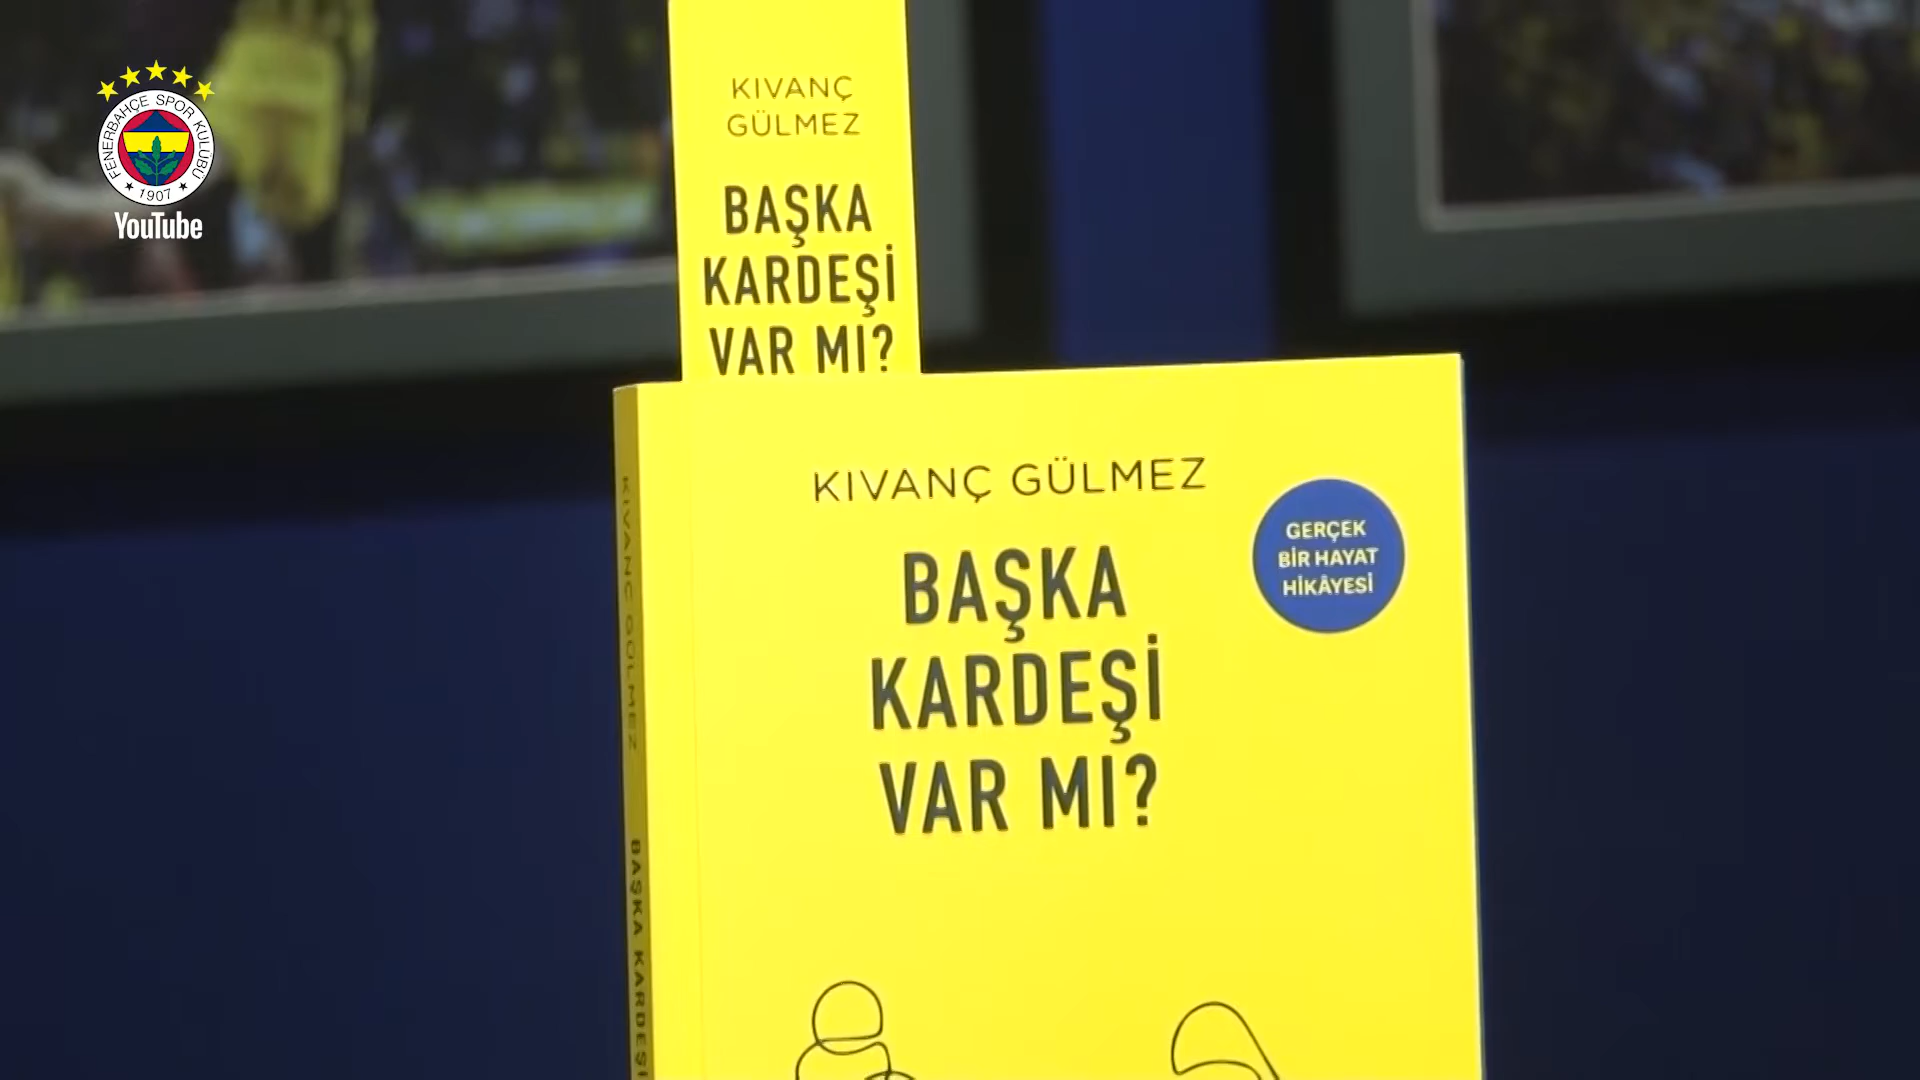 FENERBAHÇE SPOR KULÜBÜ
1907
YouTube
KIVANÇ
GÜLMEZ
BAŞKA
KARDEŞİ
VAR MI?
KIVANÇ GÜLMEZ
BAŞKA
KARDEŞİ
VAR MI?
GERÇEK
BİR HAYAT
HİKÂYESİ
KIVANÇ GÜLMEZ
BAŞKA KARDEŞİ